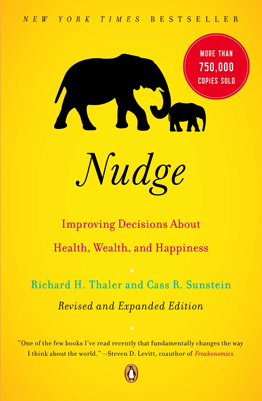 NEW YORK TIMES BESTSELLER
MORE THAN
750,000
COPIES SOLD
Nudge
Improving Decisions About
Health, Wealth, and Happiness
Richard H. Thaler and Cass R. Sunstein
Revised and Expanded Edition
"One of the few books I've read recently that fundamentally changes the way
I think about the world." —Steven D. Levitt, coauthor of Freakonomics